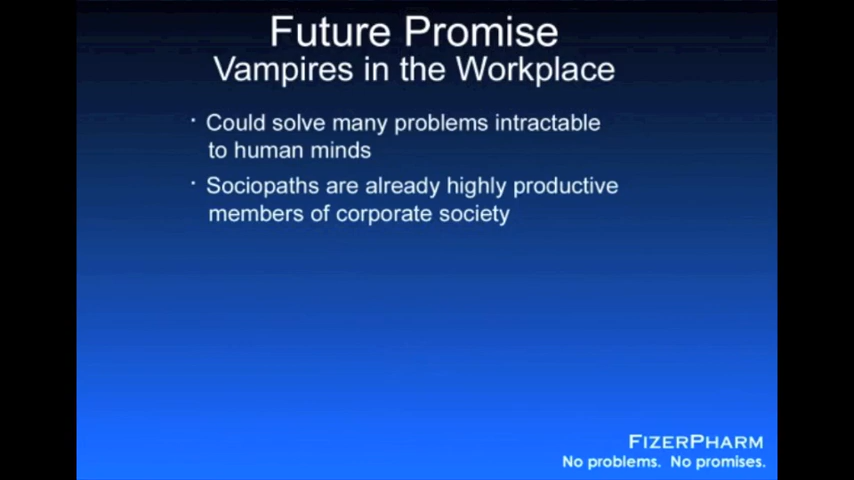 Future Promise
Vampires in the Workplace
· Could solve many problems intractable
to human minds
· Sociopaths are already highly productive
members of corporate society
FIZERPHARM
No problems. No promises.